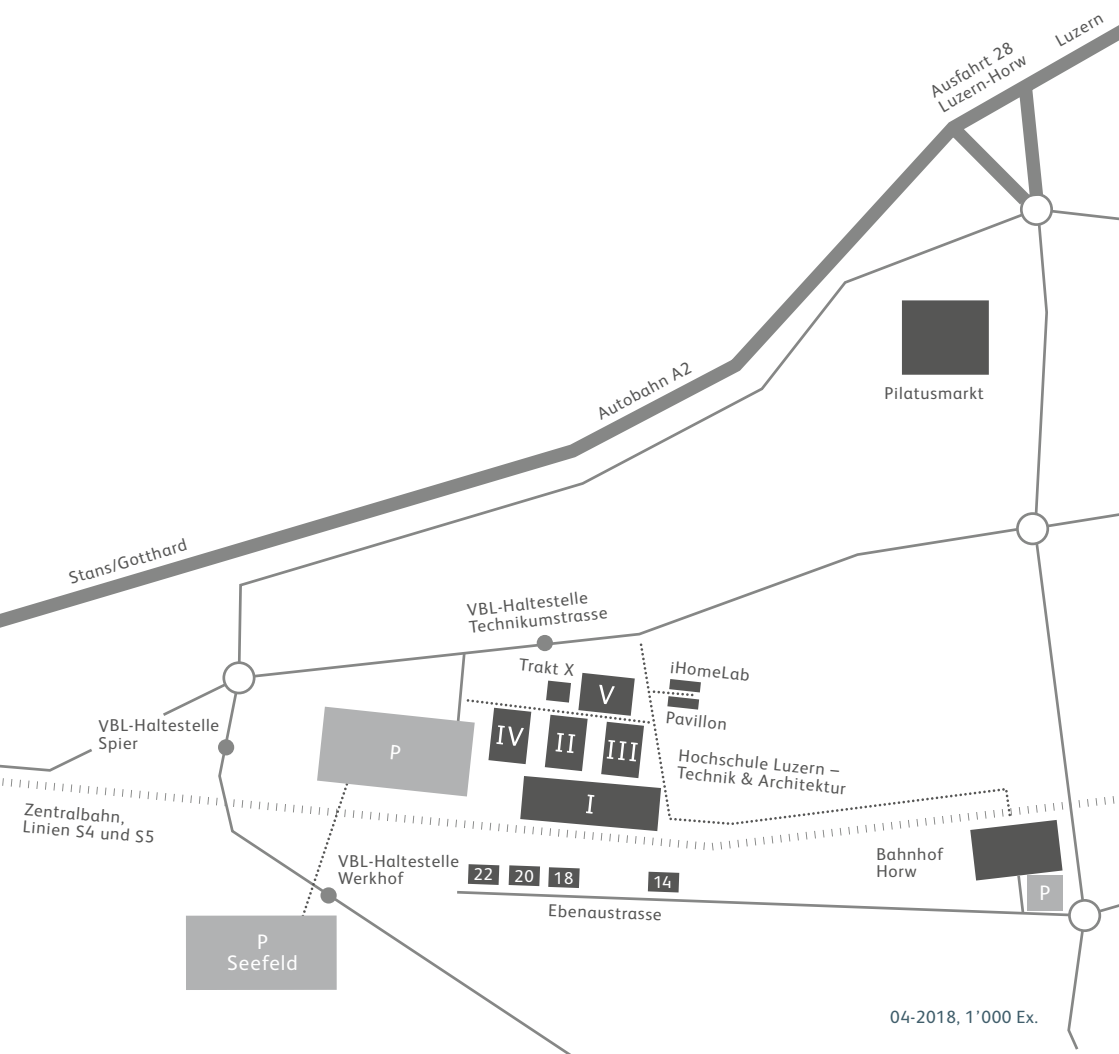 Luzern
Ausfahrt 28
Luzern-Horw
Pilatusmarkt
Autobahn A2
Stans/Gotthard
VBL-Haltestelle
Technikumstrasse
Trakt X
V
iHomeLab
Pavillon
VBL-Haltestelle
Spier
P
IV
II
III
Hochschule Luzern –
Technik & Architektur
I
Zentralbahn,
Linien S4 und S5
VBL-Haltestelle
Werkhof
22
20
18
14
Ebenaustrasse
Bahnhof
Horw
P
P
Seefeld
04-2018, 1’000 Ex.